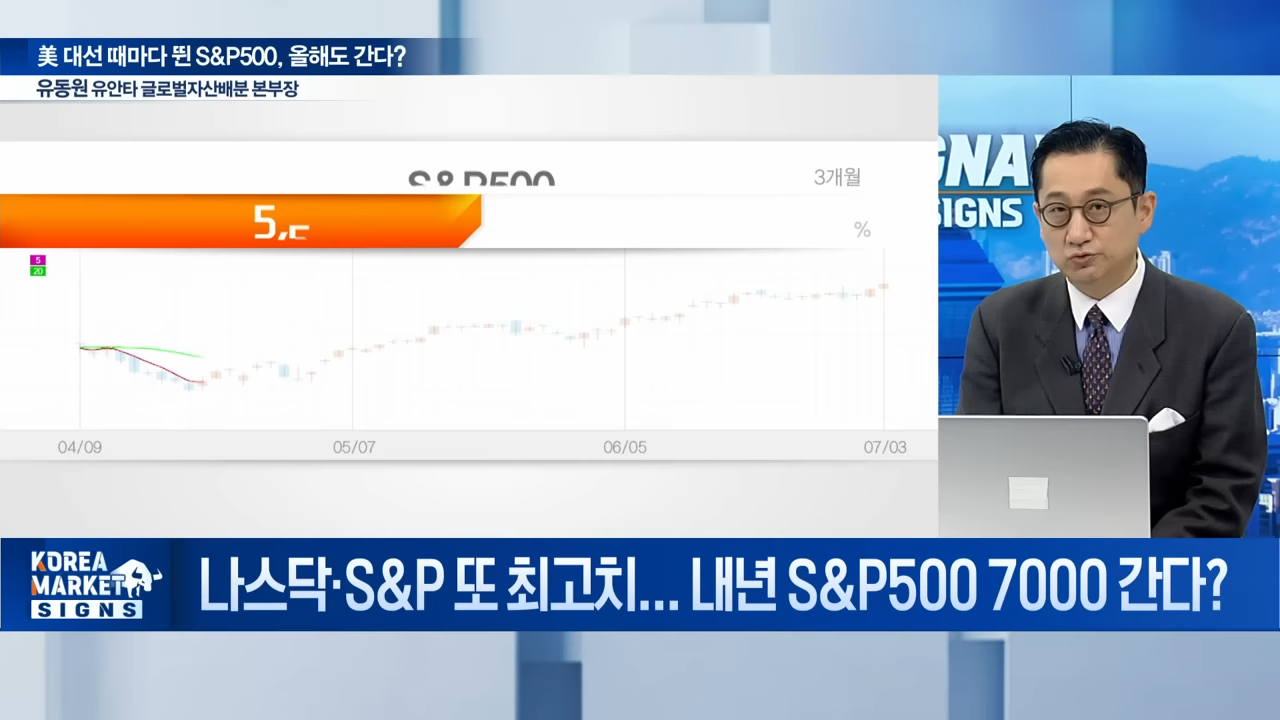 美 대선 때마다 뛴 S&P500, 올해도 간다?
유동원 유안타 글로벌자산배분 본부장
S&P500
3개월
%
5
20
04/09
05/07
06/05
07/03
SIGNS
KOREA
MARKET
SIGNS
나스닥·S&P 또 최고치... 내년 S&P500 7000 간다?